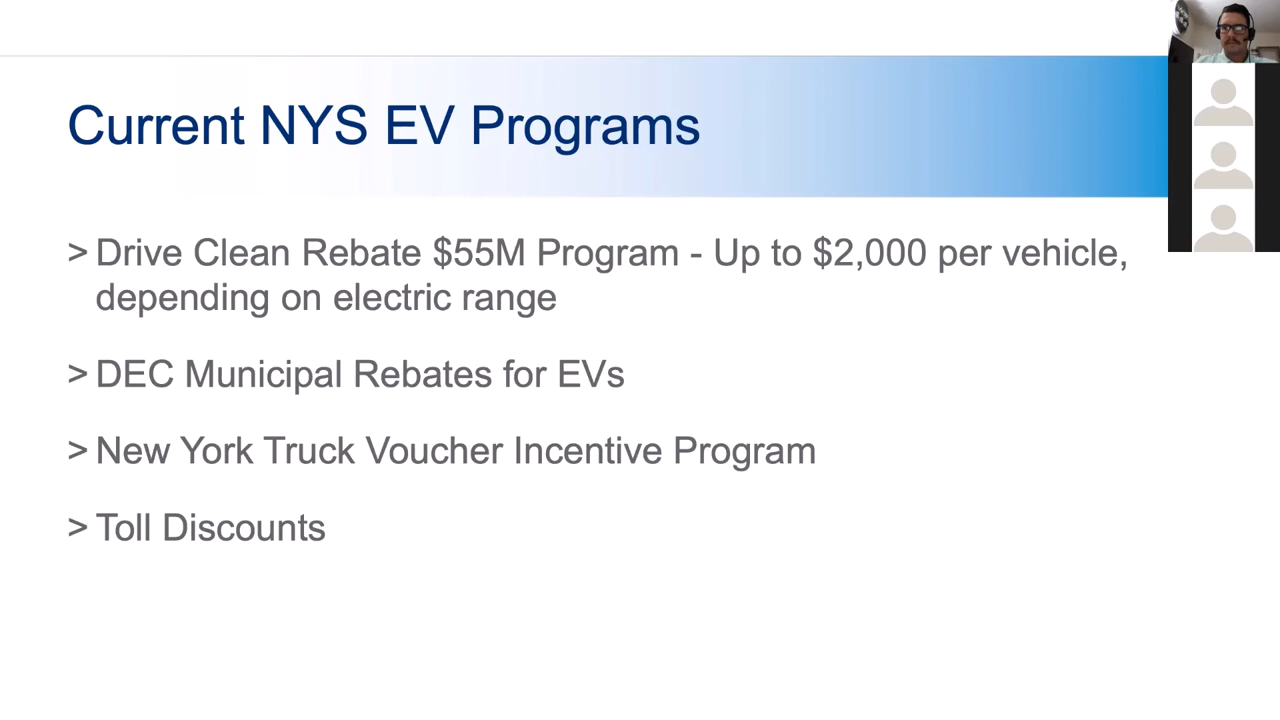 Current NYS EV Programs
> Drive Clean Rebate $55M Program - Up to $2,000 per vehicle,
depending on electric range
> DEC Municipal Rebates for EVs
> New York Truck Voucher Incentive Program
> Toll Discounts